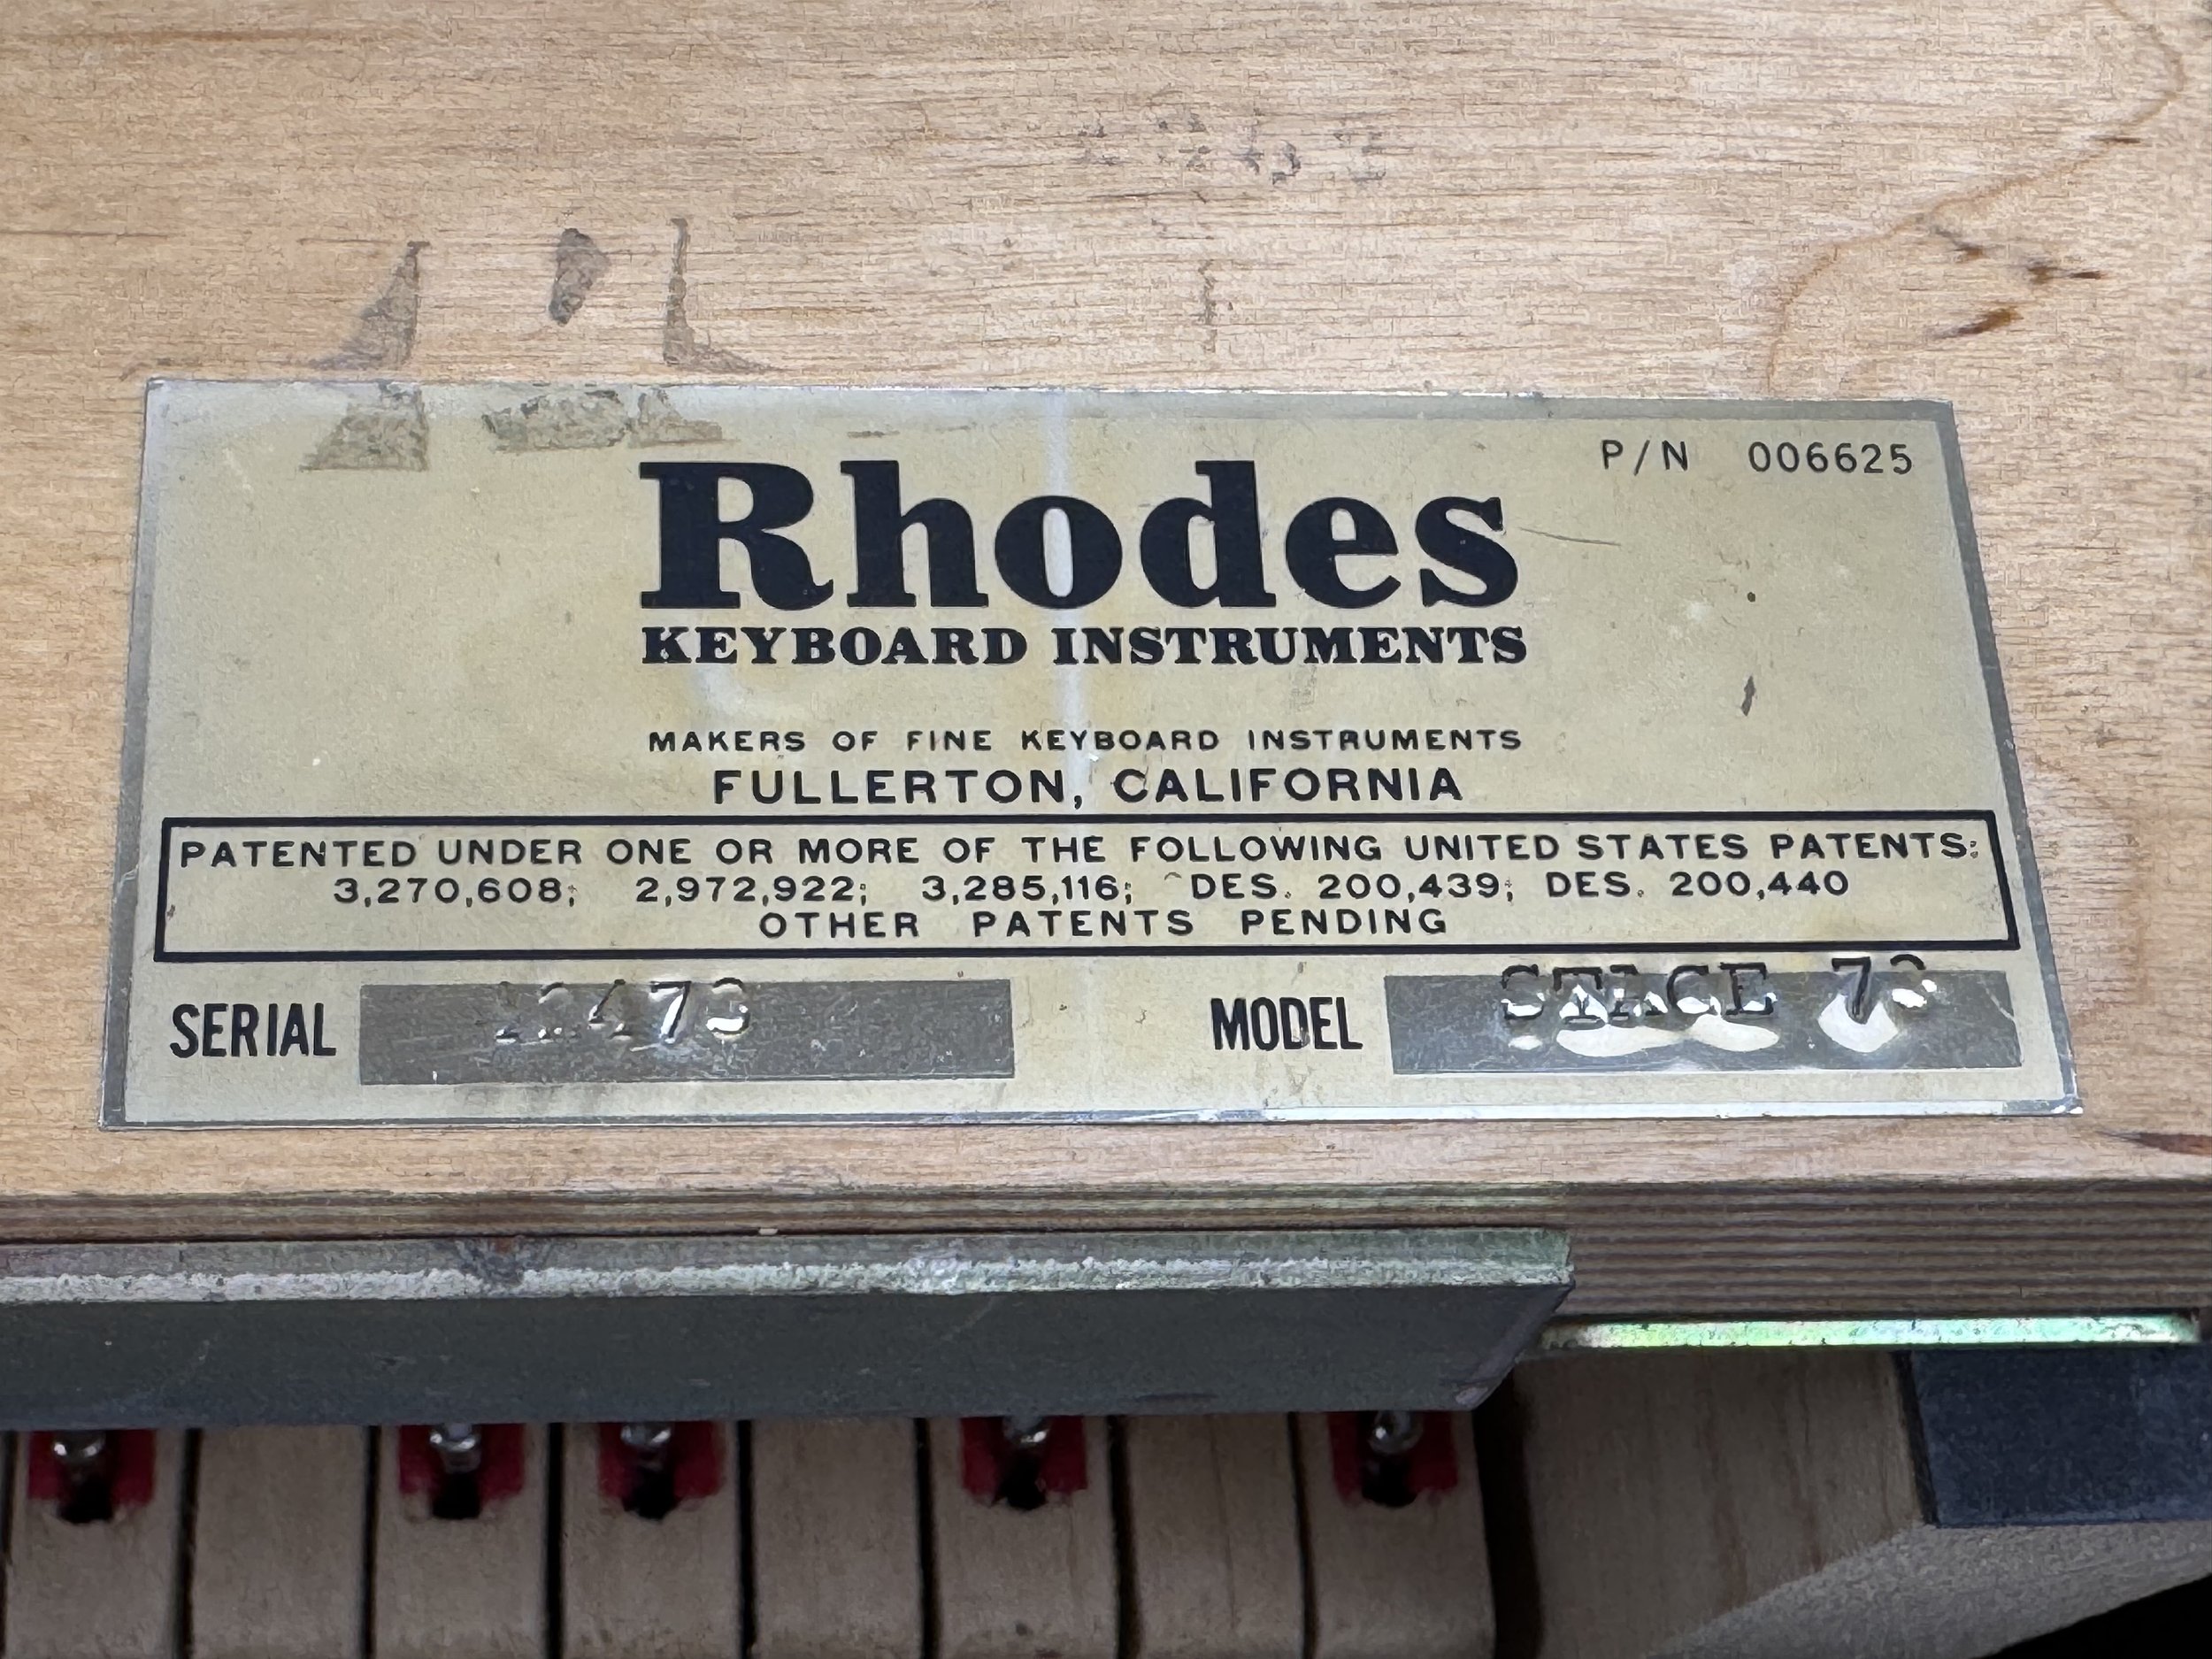 P/N 006625
Rhodes
KEYBOARD INSTRUMENTS
MAKERS OF FINE KEYBOARD INSTRUMENTS
FULLERTON, CALIFORNIA
PATENTED UNDER ONE OR MORE OF THE FOLLOWING UNITED STATES PATENTS:
3,270,608; 2,972,922; 3,285,116; DES. 200,439; DES. 200,440
OTHER PATENTS PENDING
SERIAL
MODEL STAGE 73